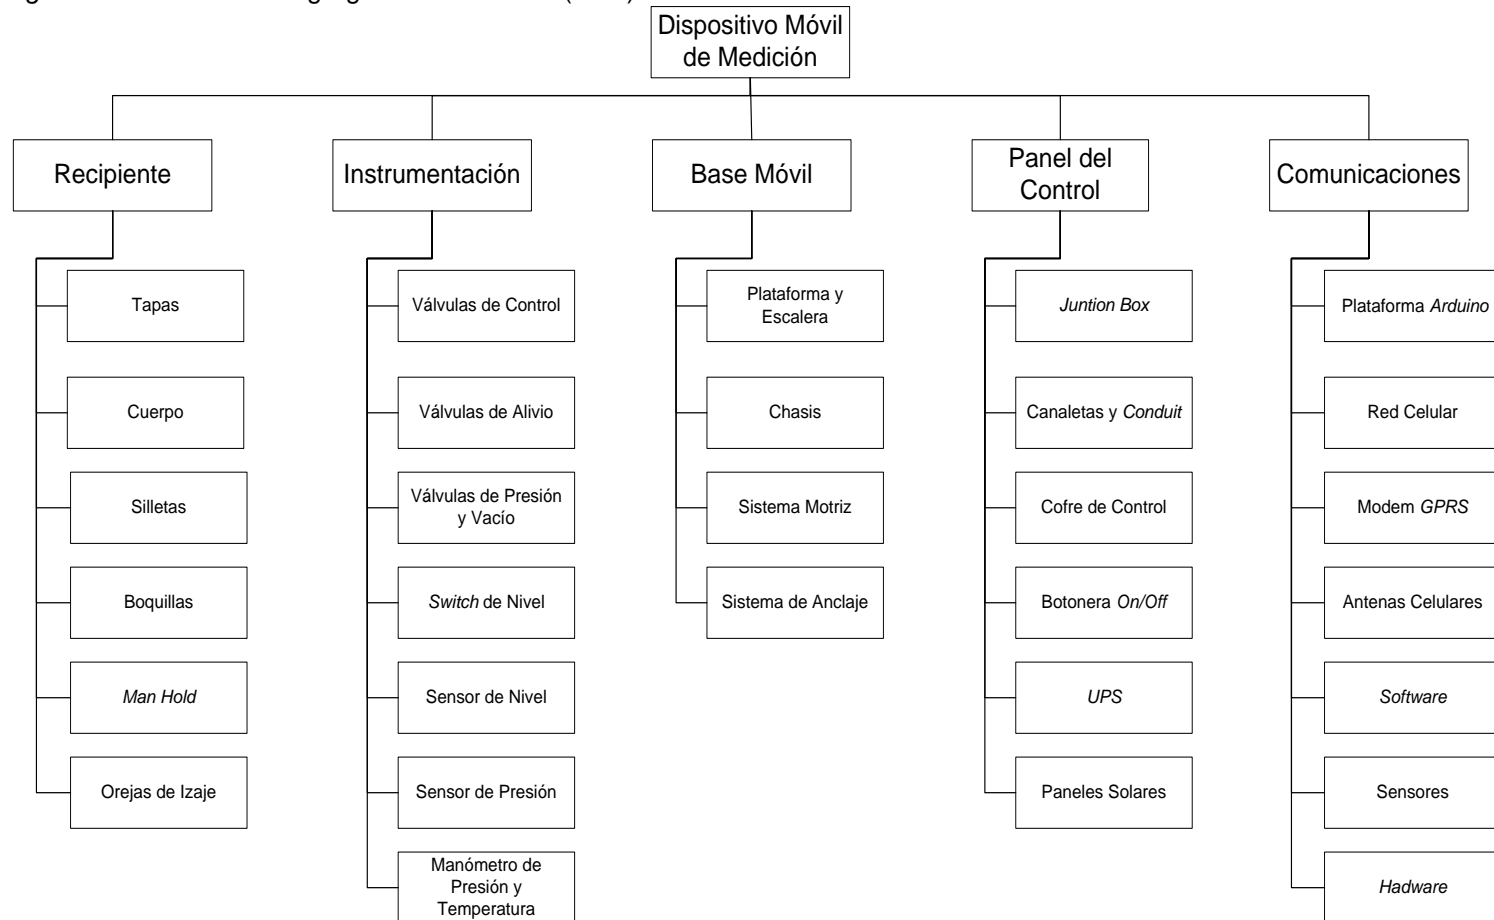 Dispositivo Móvil
de Medición
Recipiente
Instrumentación
Base Móvil
Panel del
Control
Comunicaciones
Tapas
Cuerpo
Silletas
Boquillas
Man Hold
Orejas de Izaje
Válvulas de Control
Válvulas de Alivio
Válvulas de Presión
y Vacío
Switch de Nivel
Sensor de Nivel
Sensor de Presión
Manómetro de
Presión y
Temperatura
Plataforma y
Escalera
Chasis
Sistema Motriz
Sistema de Anclaje
Juntion Box
Canaletas y Conduit
Cofre de Control
Botonera On/Off
UPS
Paneles Solares
Plataforma Arduino
Red Celular
Modem GPRS
Antenas Celulares
Software
Sensores
Hadware